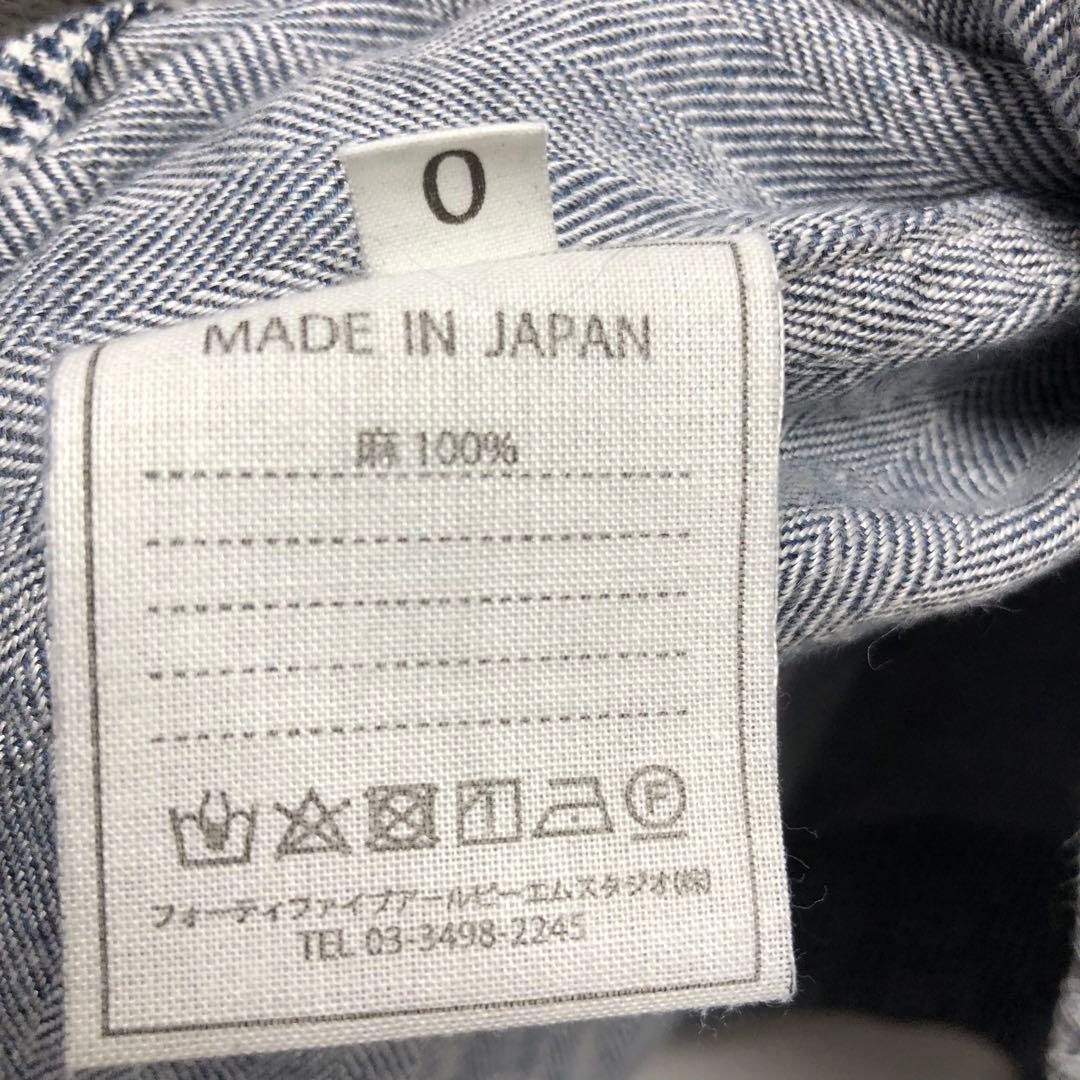 0
MADE IN JAPAN
麻 100%
P
フォーティファイブアールピーエムスタジオ(株)
TEL 03-3498-2245